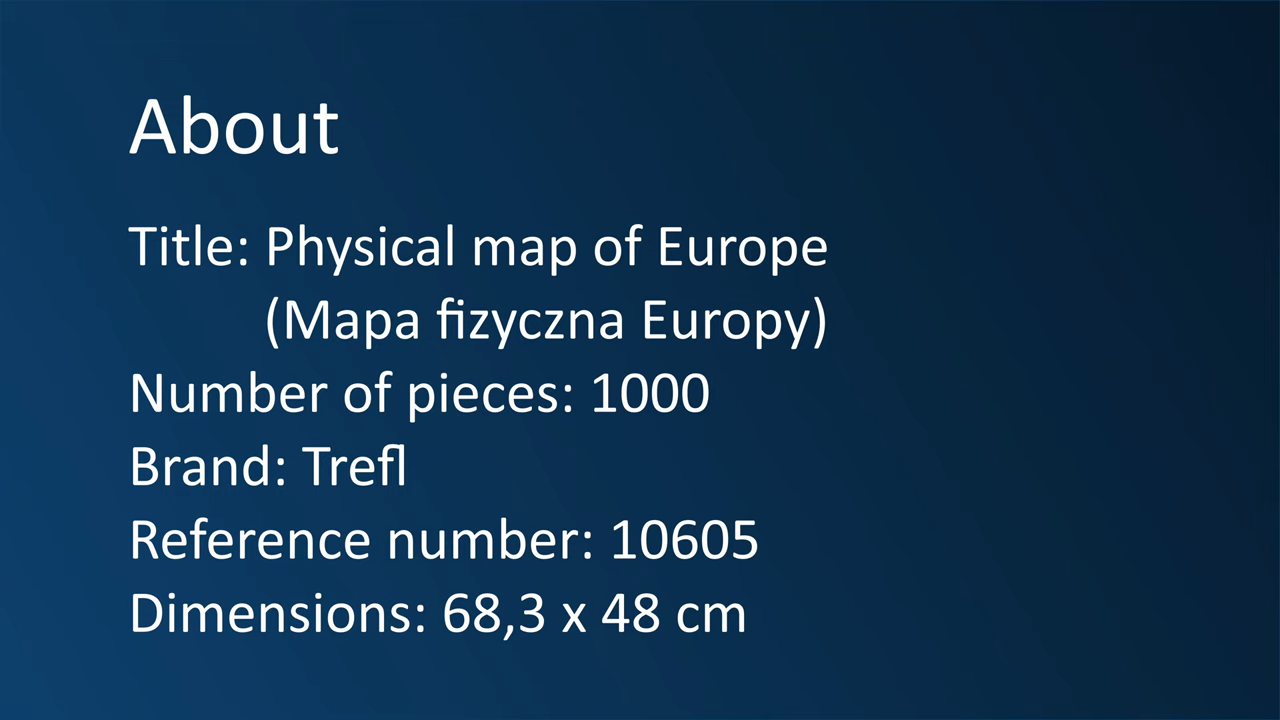 About
Title: Physical map of Europe
(Mapa fizyczna Europy)
Number of pieces: 1000
Brand: Trefl
Reference number: 10605
Dimensions: 68,3 x 48 cm